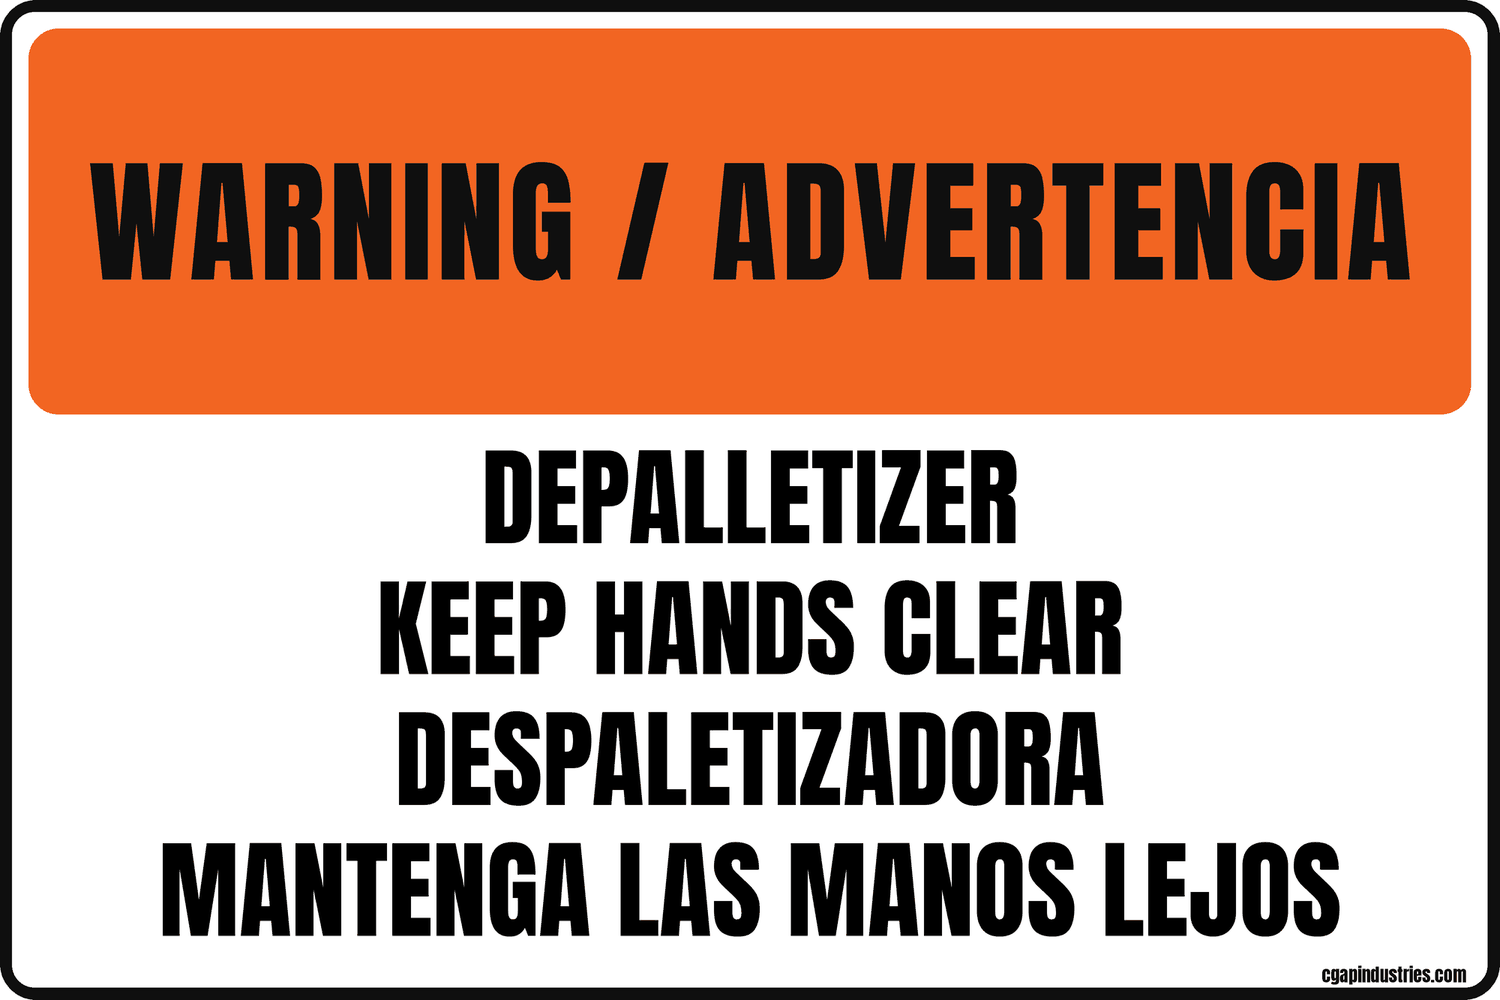 WARNING / ADVERTENCIA
DEPALLETIZER
KEEP HANDS CLEAR
DESPALETIZADORA
MANTENGA LAS MANOS LEJOS
cgapindustries.com